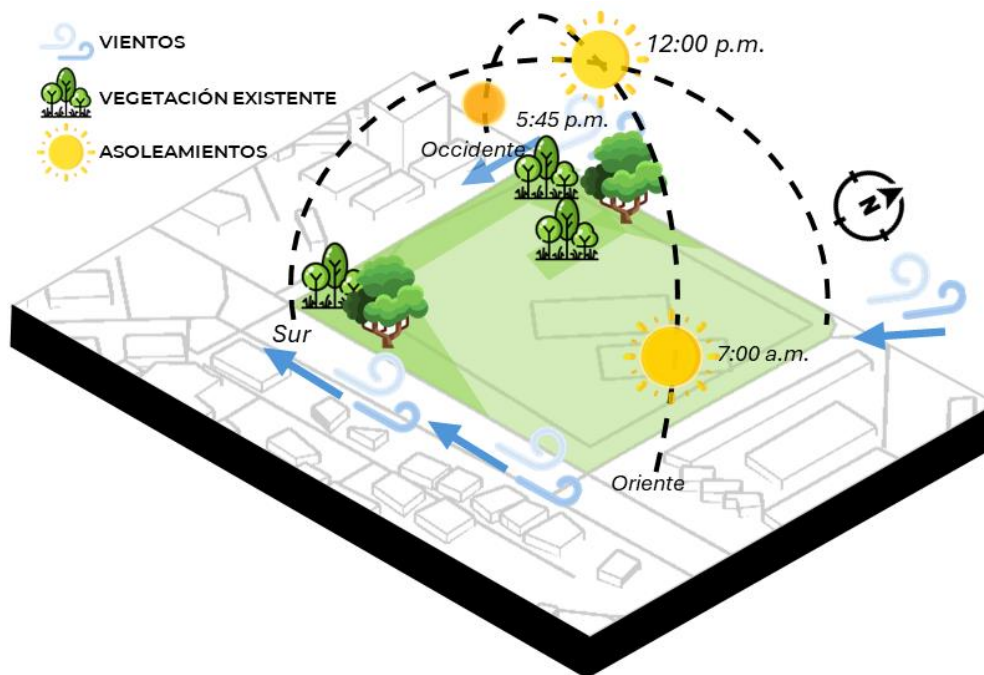 VIENTOS
VEGETACIÓN EXISTENTE
ASOLEAMIENTOS
12:00 p.m.
5:45 p.m.
Occidente
N
Sur
7:00 a.m.
Oriente